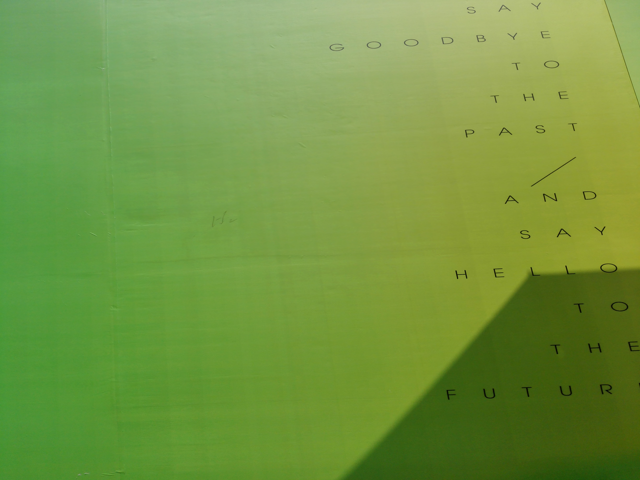 SAY
GOODBYE
TO
THE
PAST
/
AND
SAY
HELLO
TO
THE
FUTUR